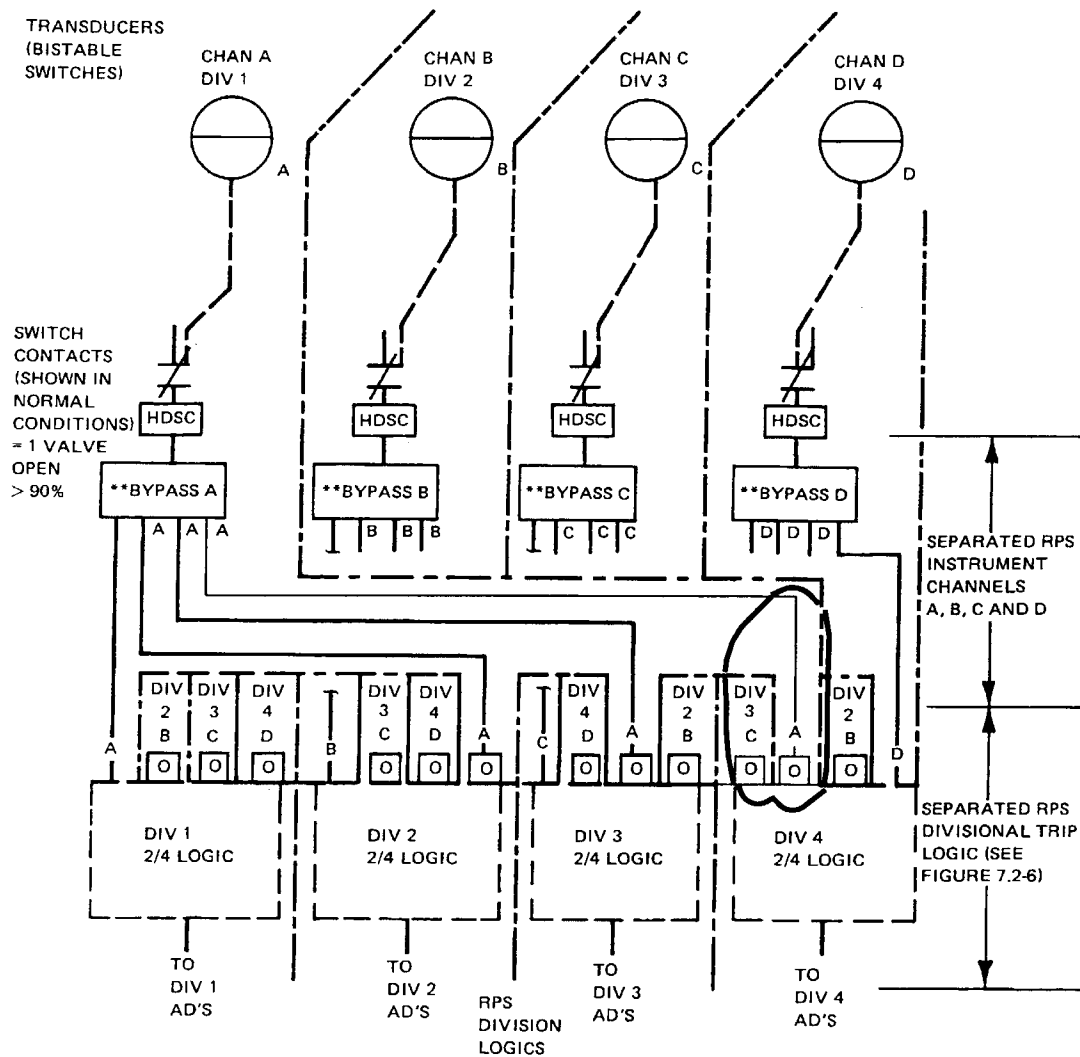 TRANSDUCERS
(BISTABLE
SWITCHES)
CHAN A
DIV 1
CHAN B
DIV 2
CHAN C
DIV 3
CHAN D
DIV 4
A
B
C
D
SWITCH
CONTACTS
(SHOWN IN
NORMAL
CONDITIONS)
= 1 VALVE
OPEN
> 90%
HDSC
HDSC
HDSC
HDSC
**BYPASS A
**BYPASS B
**BYPASS C
**BYPASS D
A A A
B B B
C C C
D D D
SEPARATED RPS
INSTRUMENT
CHANNELS
A, B, C AND D
A
DIV
2
B
O
DIV
3
C
O
DIV
4
D
O
B
DIV
3
C
O
DIV
4
D
O
A
O
C
DIV
4
D
O
A
O
DIV
2
B
O
DIV
3
C
O
A
O
DIV
2
B
O
D
DIV 1
2/4 LOGIC
DIV 2
2/4 LOGIC
DIV 3
2/4 LOGIC
DIV 4
2/4 LOGIC
SEPARATED RPS
DIVISIONAL TRIP
LOGIC (SEE
FIGURE 7.2-6)
TO
DIV 1
AD'S
TO
DIV 2
AD'S
RPS
DIVISION
LOGICS
TO
DIV 3
AD'S
TO
DIV 4
AD'S